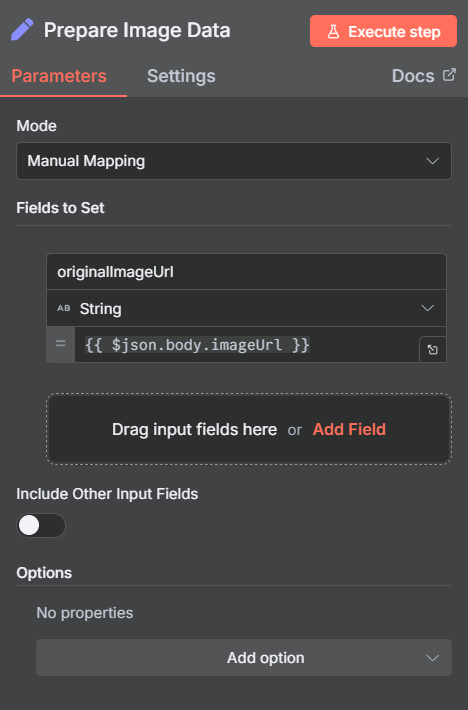 Prepare Image Data
Execute step
Parameters
Settings
Docs
Mode
Manual Mapping
Fields to Set
originalImageUrl
AB String
= {{ $json.body.imageUrl }}
Drag input fields here or Add Field
Include Other Input Fields
Options
No properties
Add option